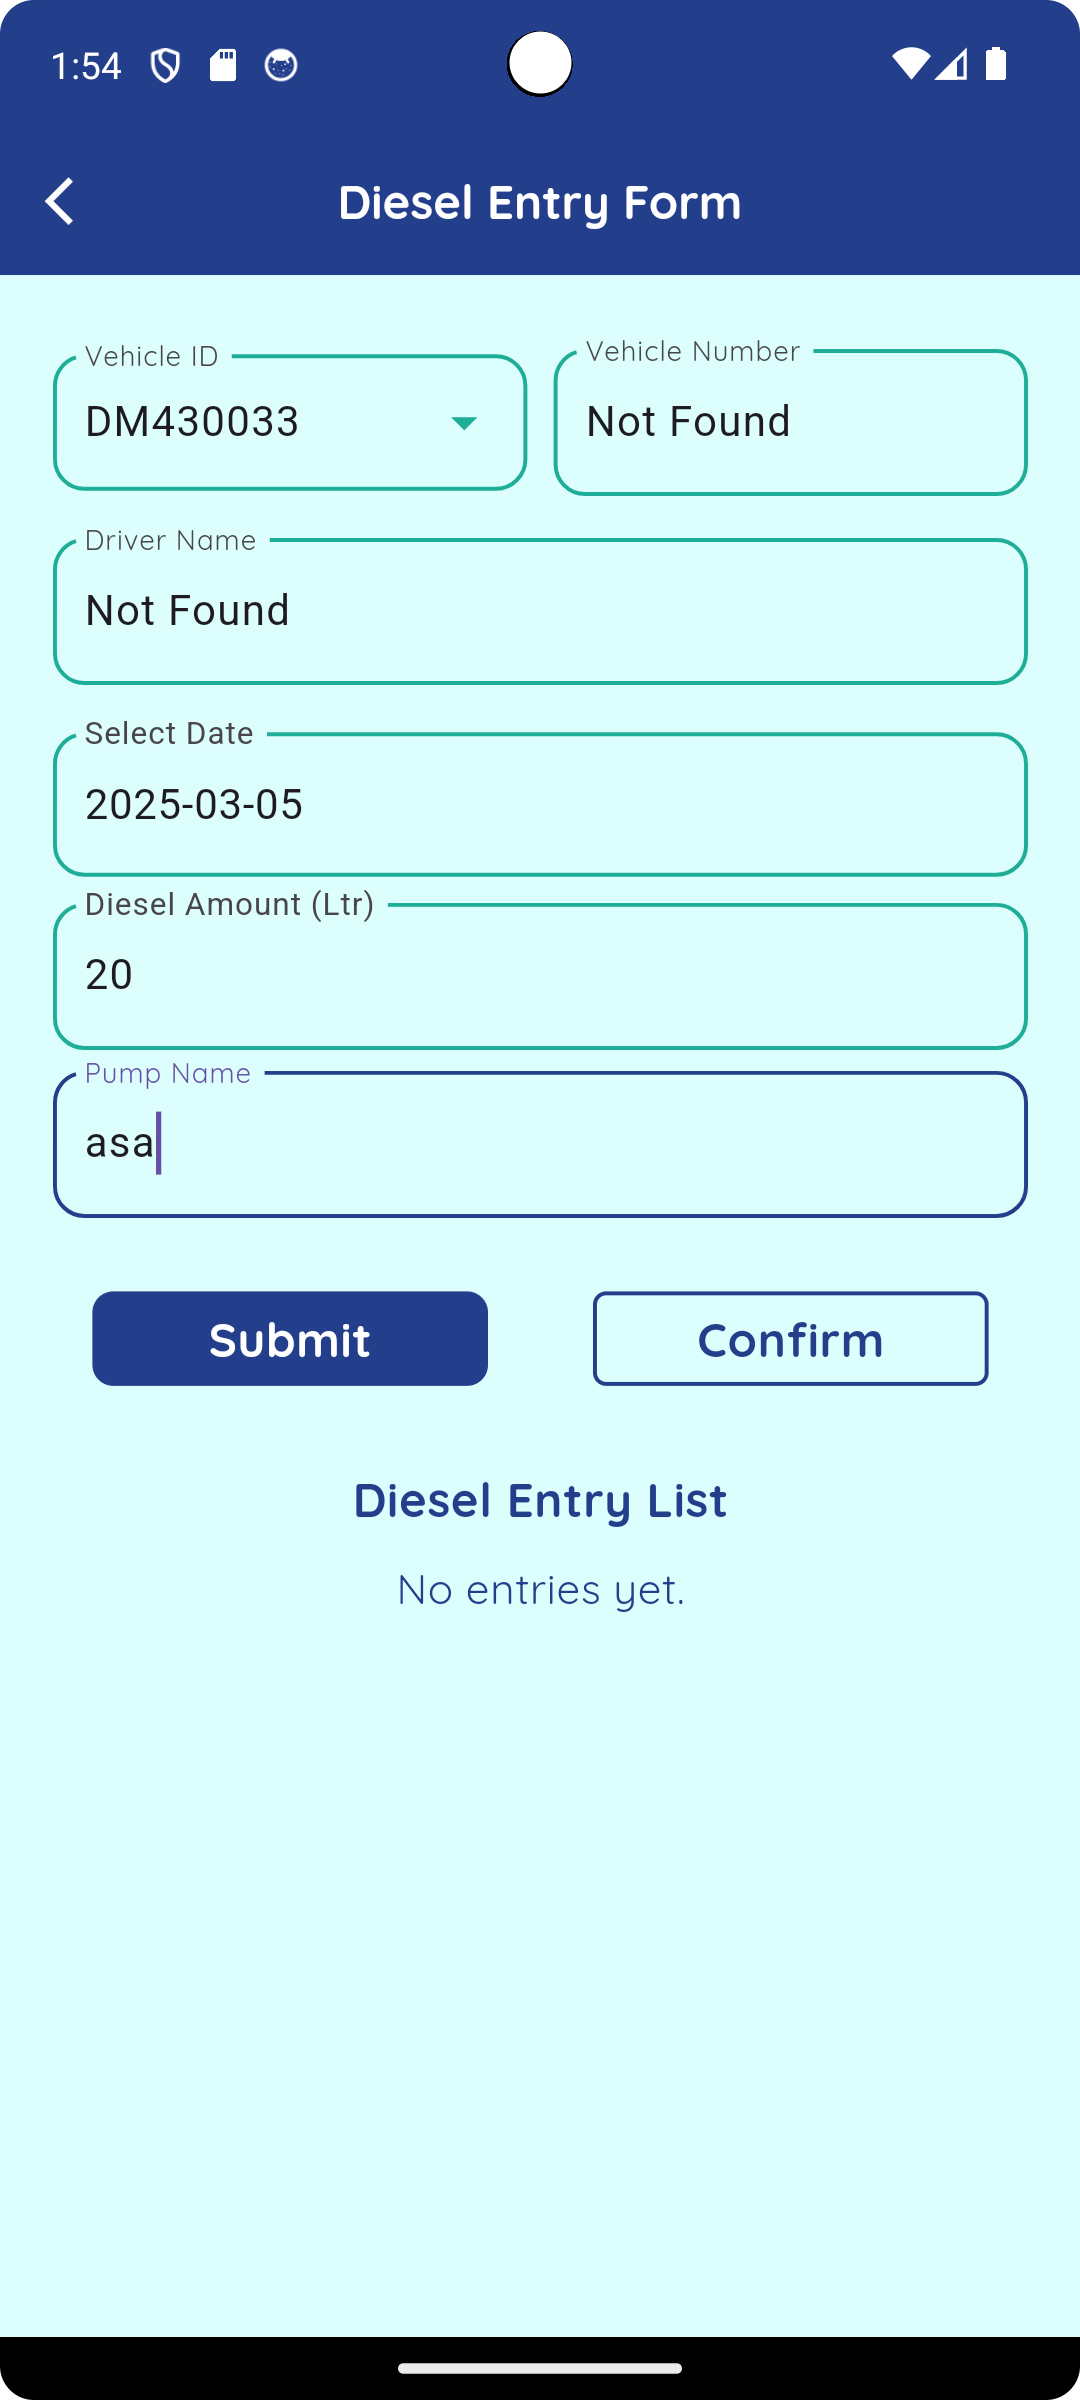 1:54
Diesel Entry Form
Vehicle ID
DM430033
Vehicle Number
Not Found
Driver Name
Not Found
Select Date
2025-03-05
Diesel Amount (Ltr)
20
Pump Name
asa
Submit
Confirm
Diesel Entry List
No entries yet.